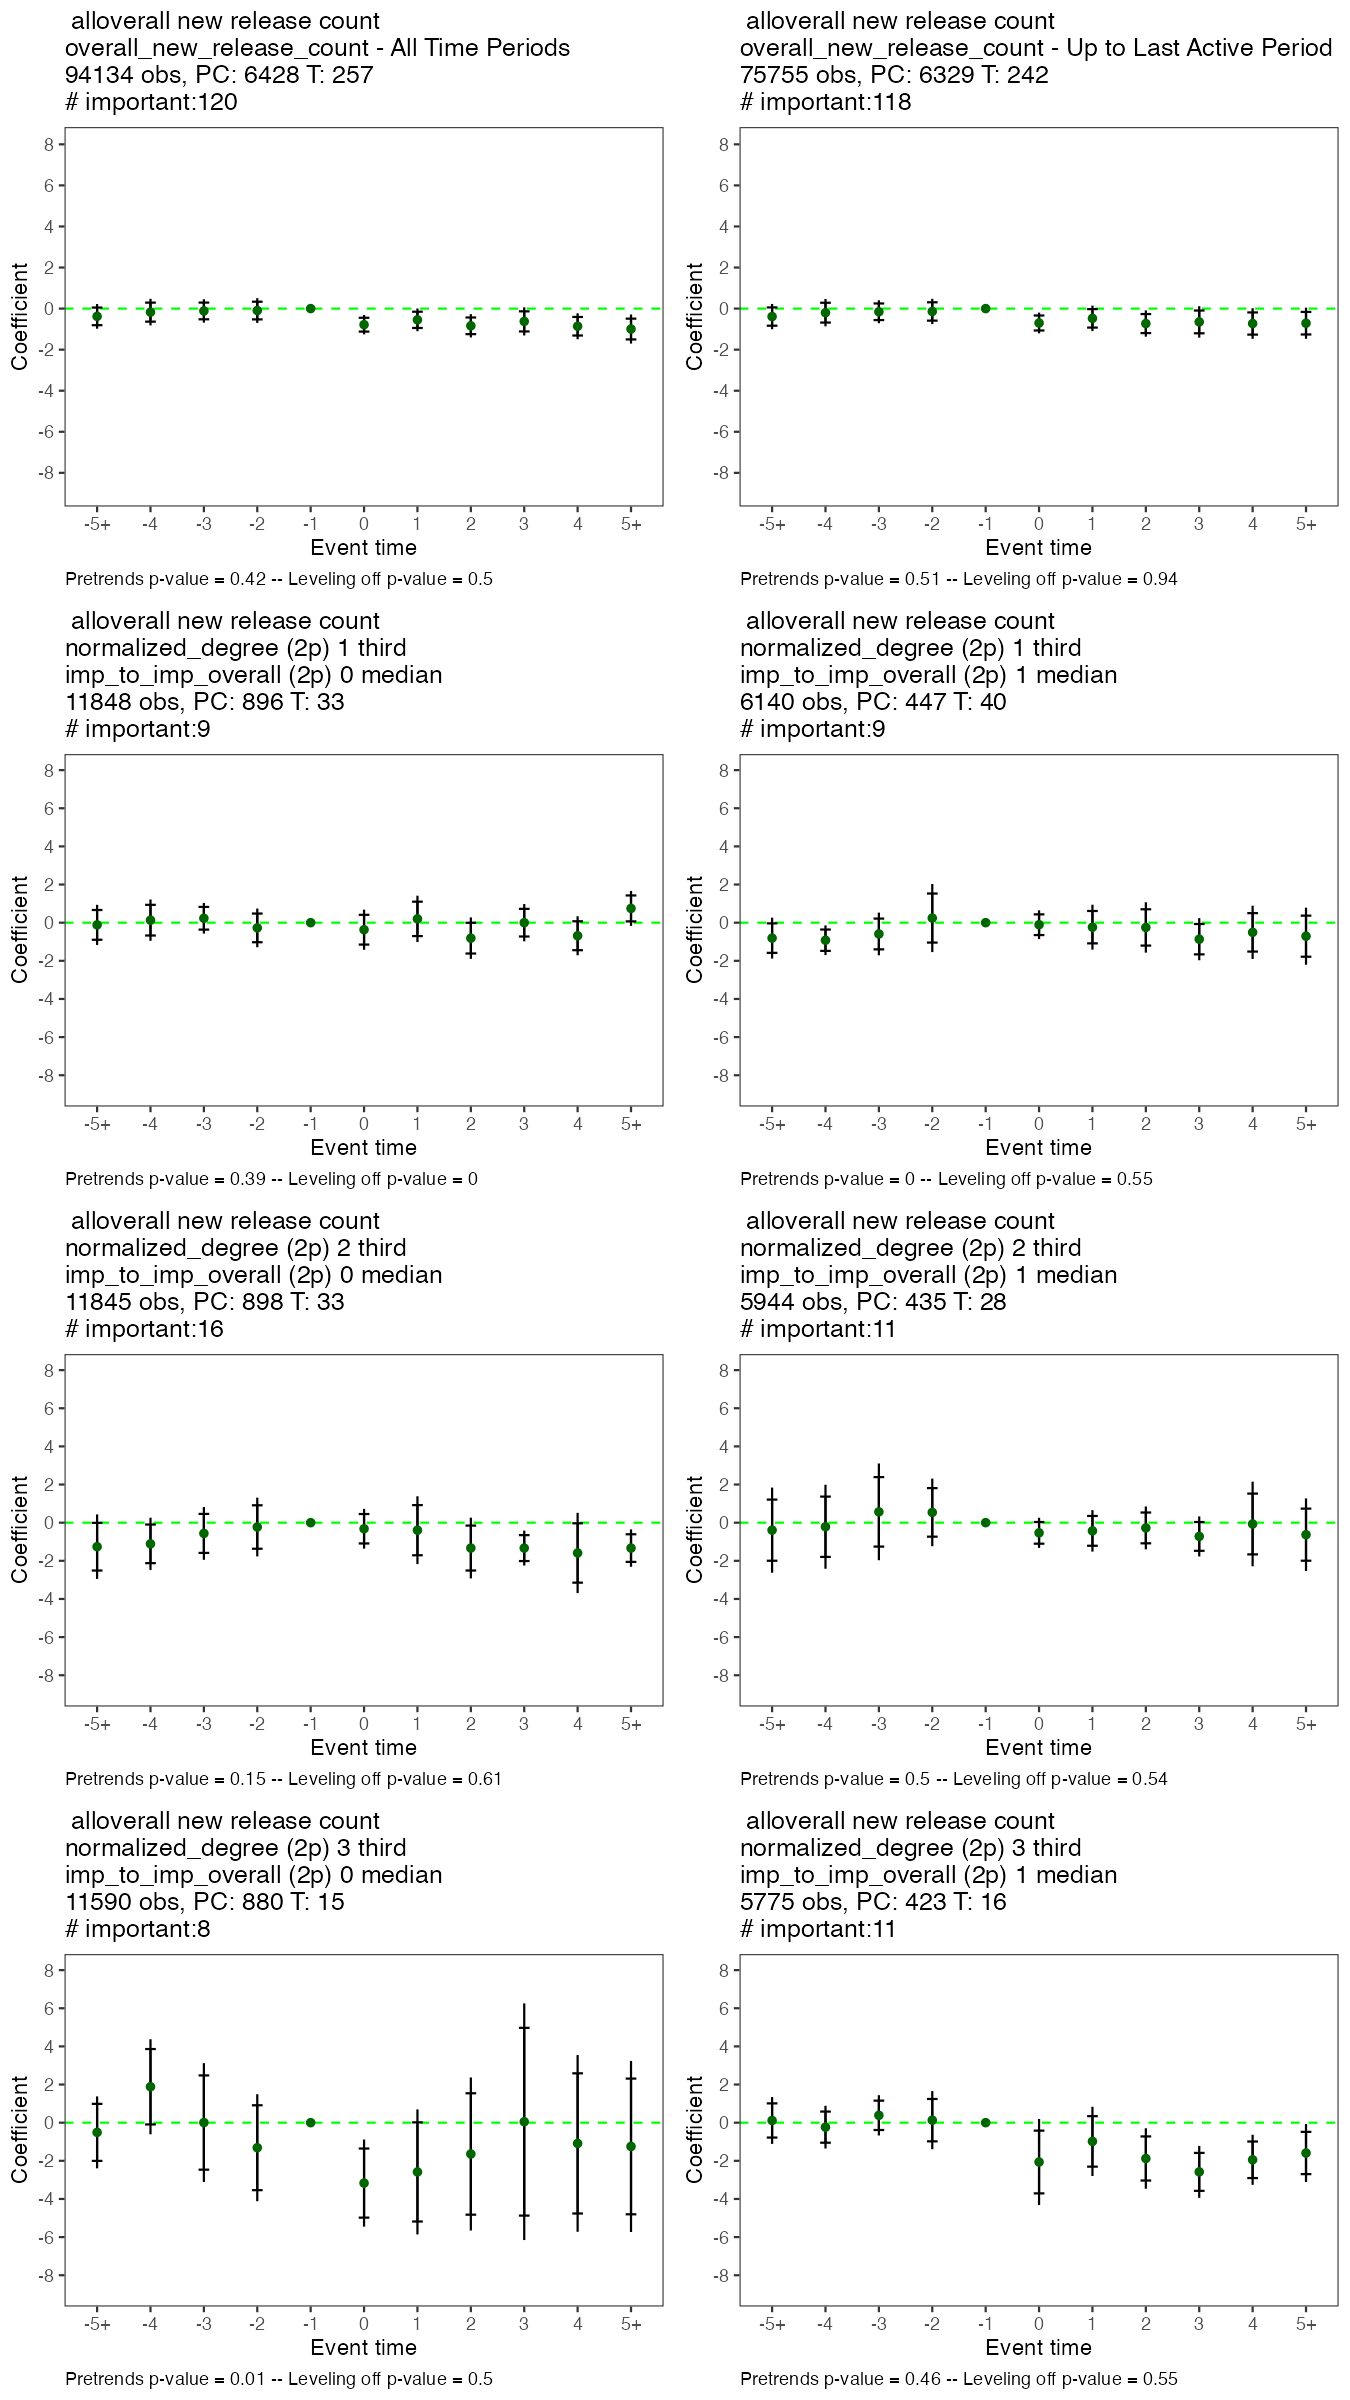 alloverall new release count
overall_new_release_count - All Time Periods
94134 obs, PC: 6428 T: 257
# important:120
8
6
4
2
0
-2
-4
-6
-8
Coefficient
-5+ -4 -3 -2 -1 0 1 2 3 4 5+
Event time
Pretrends p-value = 0.42 -- Leveling off p-value = 0.5
alloverall new release count
overall_new_release_count - Up to Last Active Period
75755 obs, PC: 6329 T: 242
# important:118
8
6
4
2
0
-2
-4
-6
-8
Coefficient
-5+ -4 -3 -2 -1 0 1 2 3 4 5+
Event time
Pretrends p-value = 0.51 -- Leveling off p-value = 0.94
alloverall new release count
normalized_degree (2p) 1 third
imp_to_imp_overall (2p) 0 median
11848 obs, PC: 896 T: 33
# important:9
8
6
4
2
0
-2
-4
-6
-8
Coefficient
-5+ -4 -3 -2 -1 0 1 2 3 4 5+
Event time
Pretrends p-value = 0.39 -- Leveling off p-value = 0
alloverall new release count
normalized_degree (2p) 1 third
imp_to_imp_overall (2p) 1 median
6140 obs, PC: 447 T: 40
# important:9
8
6
4
2
0
-2
-4
-6
-8
Coefficient
-5+ -4 -3 -2 -1 0 1 2 3 4 5+
Event time
Pretrends p-value = 0 -- Leveling off p-value = 0.55
alloverall new release count
normalized_degree (2p) 2 third
imp_to_imp_overall (2p) 0 median
11845 obs, PC: 898 T: 33
# important:16
8
6
4
2
0
-2
-4
-6
-8
Coefficient
-5+ -4 -3 -2 -1 0 1 2 3 4 5+
Event time
Pretrends p-value = 0.15 -- Leveling off p-value = 0.61
alloverall new release count
normalized_degree (2p) 2 third
imp_to_imp_overall (2p) 1 median
5944 obs, PC: 435 T: 28
# important:11
8
6
4
2
0
-2
-4
-6
-8
Coefficient
-5+ -4 -3 -2 -1 0 1 2 3 4 5+
Event time
Pretrends p-value = 0.5 -- Leveling off p-value = 0.54
alloverall new release count
normalized_degree (2p) 3 third
imp_to_imp_overall (2p) 0 median
11590 obs, PC: 880 T: 15
# important:8
8
6
4
2
0
-2
-4
-6
-8
Coefficient
-5+ -4 -3 -2 -1 0 1 2 3 4 5+
Event time
Pretrends p-value = 0.01 -- Leveling off p-value = 0.5
alloverall new release count
normalized_degree (2p) 3 third
imp_to_imp_overall (2p) 1 median
5775 obs, PC: 423 T: 16
# important:11
8
6
4
2
0
-2
-4
-6
-8
Coefficient
-5+ -4 -3 -2 -1 0 1 2 3 4 5+
Event time
Pretrends p-value = 0.46 -- Leveling off p-value = 0.55